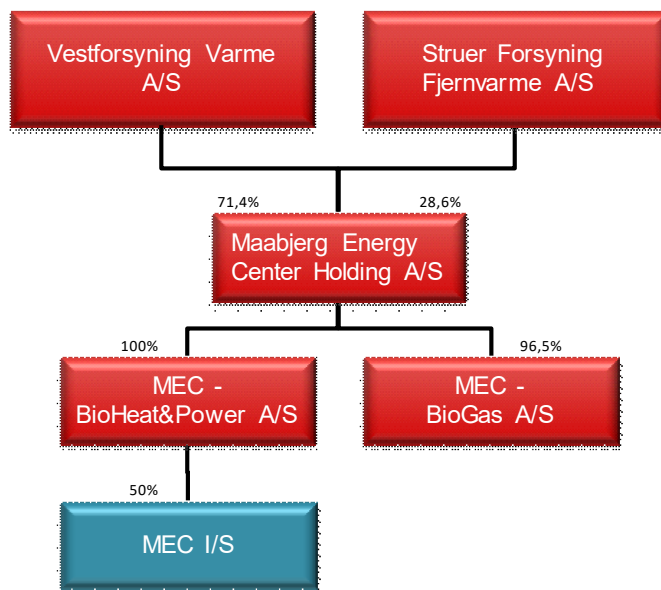 Vestforsyning Varme
A/S
Struer Forsyning
Fjernvarme A/S
71,4%
28,6%
Maabjerg Energy
Center Holding A/S
100%
96,5%
MEC -
BioHeat&Power A/S
MEC -
BioGas A/S
50%
MEC I/S